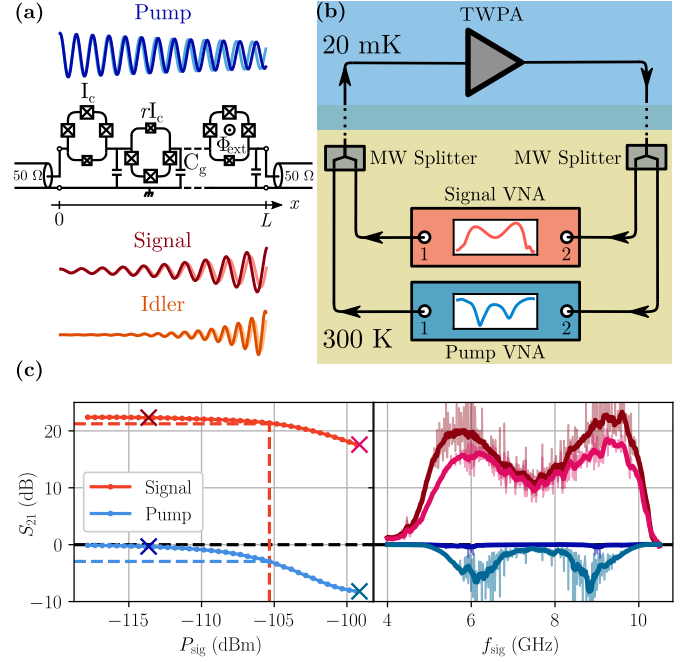 (a)
Pump
I_c
rI_c
Φ_ext
C_g
50 Ω
50 Ω
0
L
x
Signal
Idler
(b)
TWPA
20 mK
MW Splitter
MW Splitter
Signal VNA
1
2
300 K
1
2
Pump VNA
(c)
S_21 (dB)
20
10
0
−10
Signal
Pump
−115
−110
−105
−100
P_sig (dBm)
4
6
8
10
f_sig (GHz)